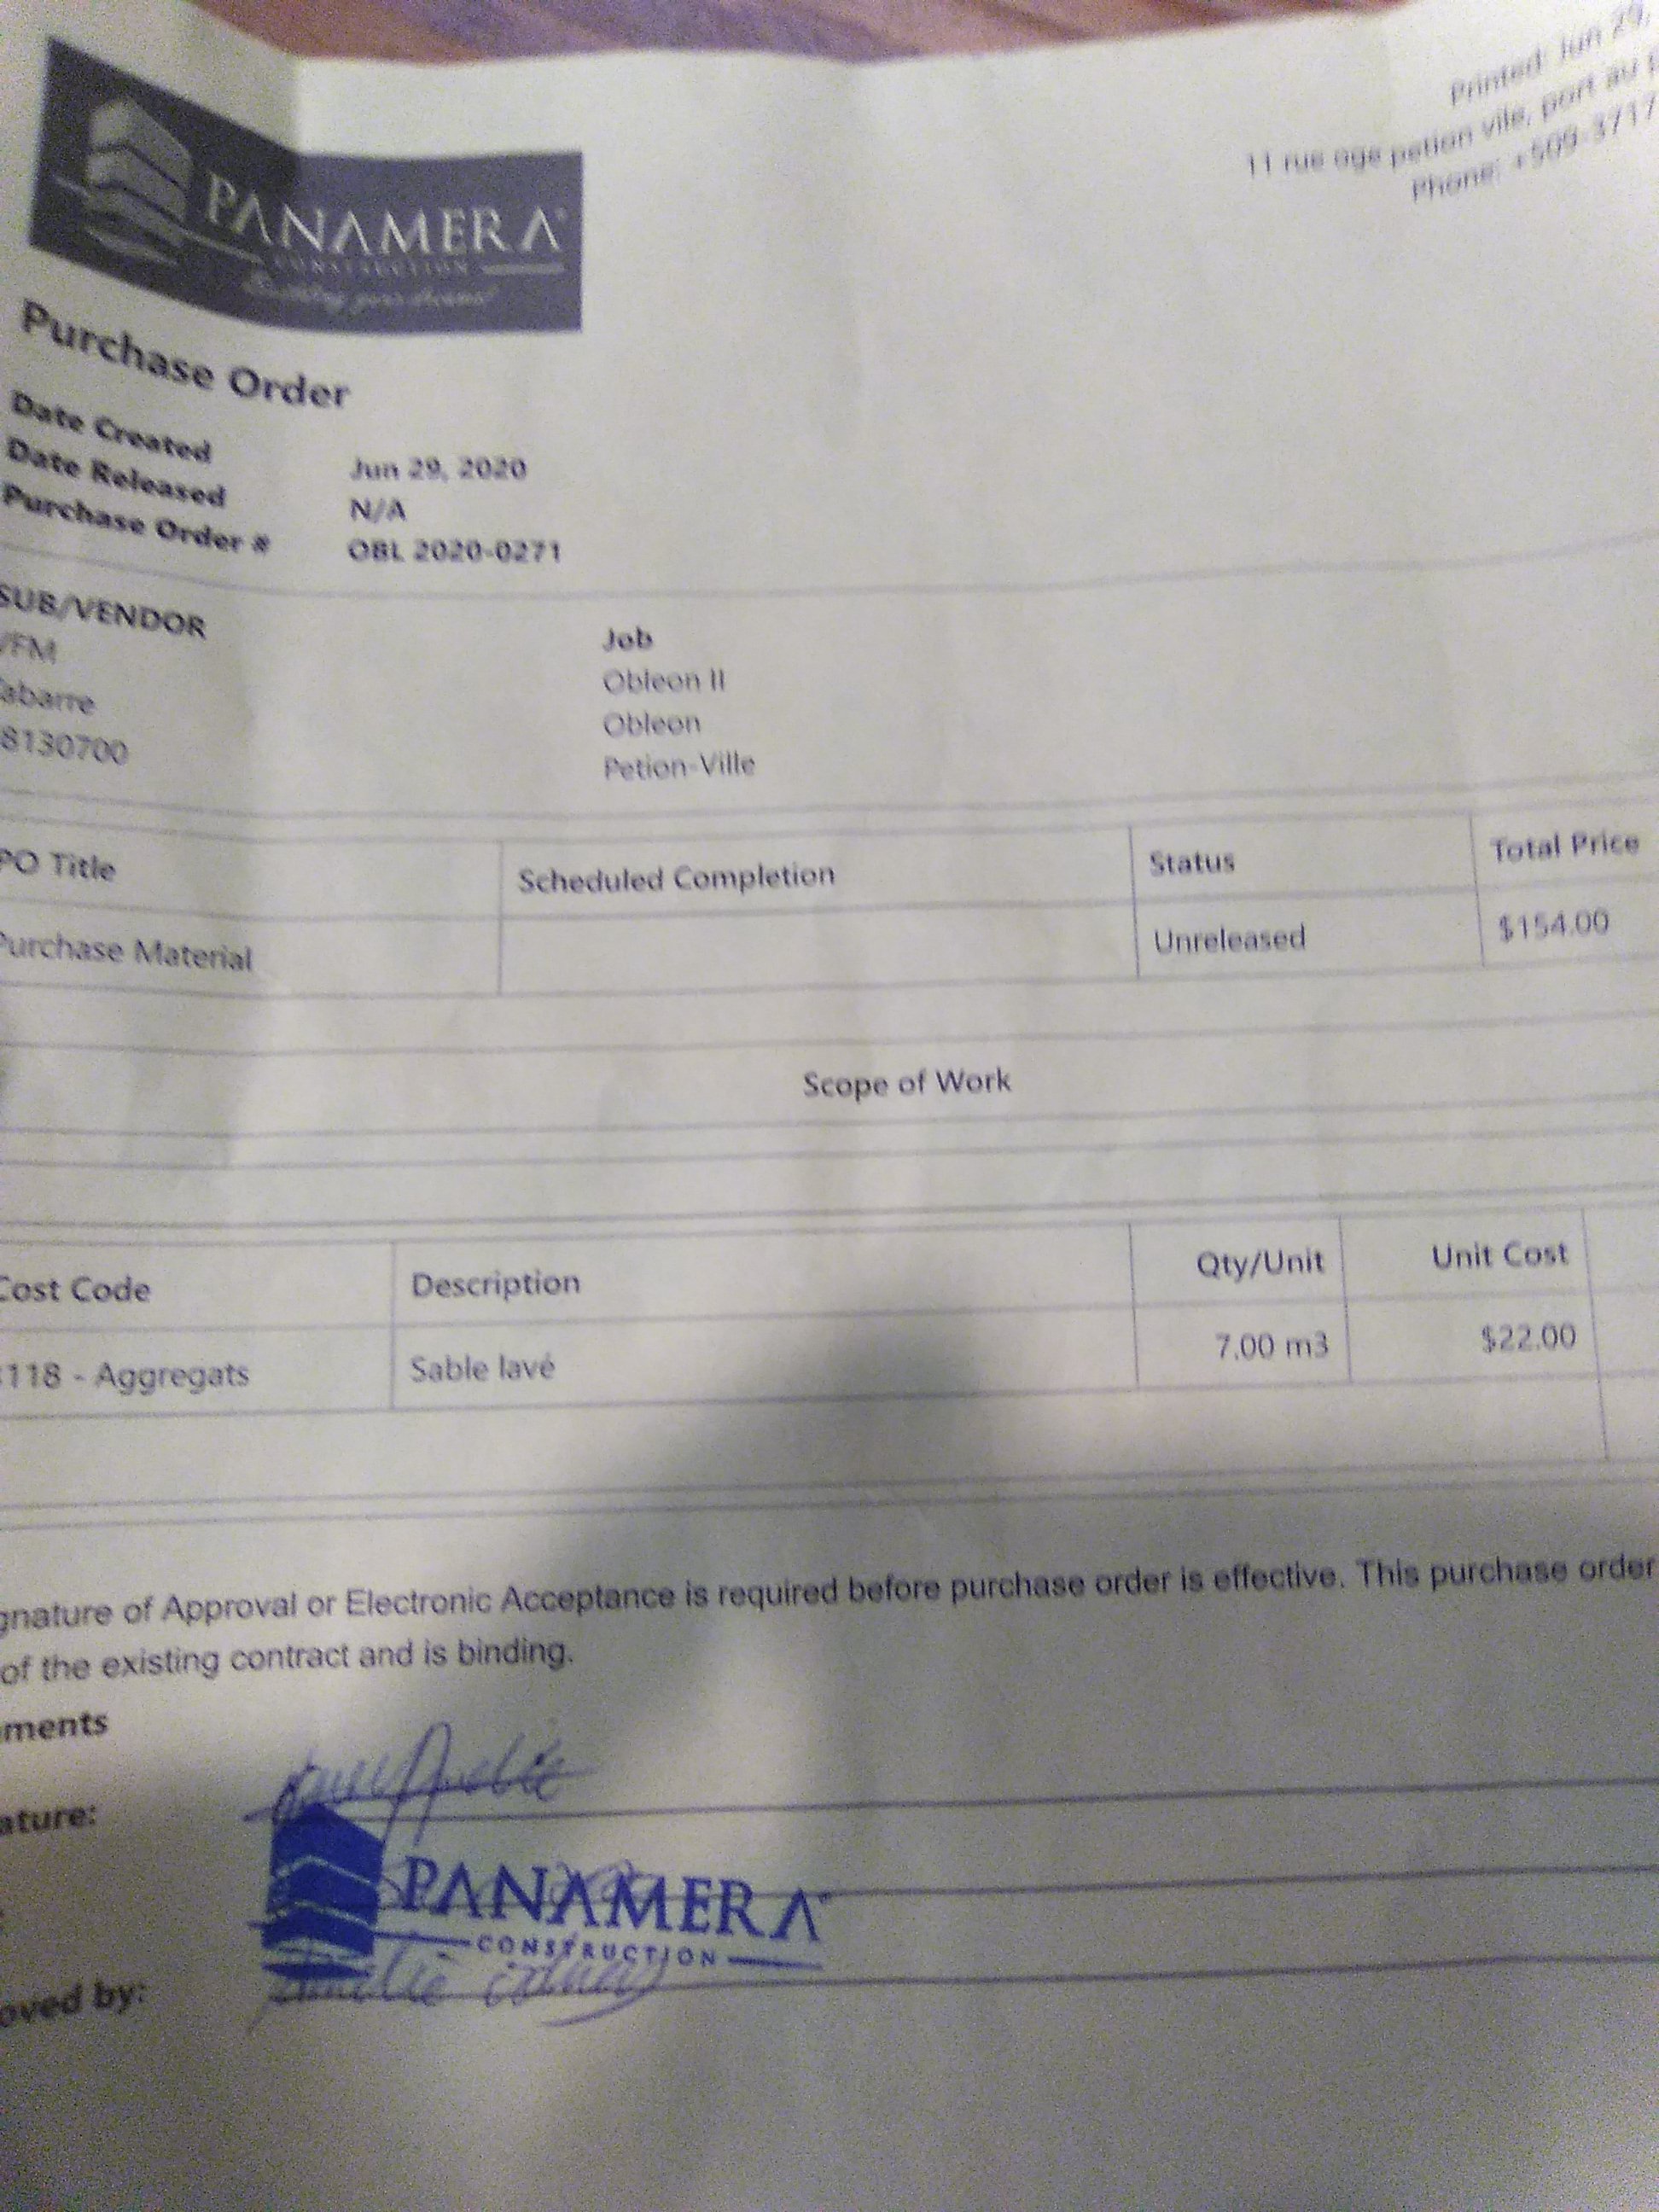 Printed: Jun 29,
11 rue oge petion vile, port au
Phone: +509-3717
PANAMERA
CONSTRUCTION
Building your dreams!
Purchase Order
Date Created Jun 29, 2020
Date Released N/A
Purchase Order # OBL 2020-0271
SUB/VENDOR Job
VFM Obleon II
abarre Obleon
8130700 Petion-Ville
PO Title Scheduled Completion Status Total Price
Purchase Material Unreleased $154.00
Scope of Work
Cost Code Description Qty/Unit Unit Cost
118 - Aggregats Sable lavé 7.00 m3 $22.00
gnature of Approval or Electronic Acceptance is required before purchase order is effective. This purchase order
of the existing contract and is binding.
ments
ature:
PANAMERA
CONSTRUCTION
oved by: